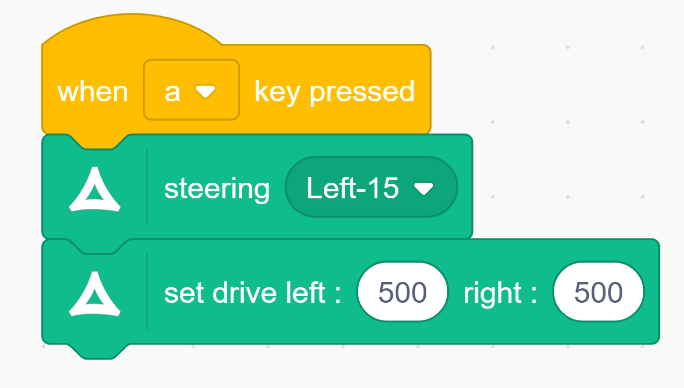 when a key pressed
steering Left-15
set drive left : 500 right : 500